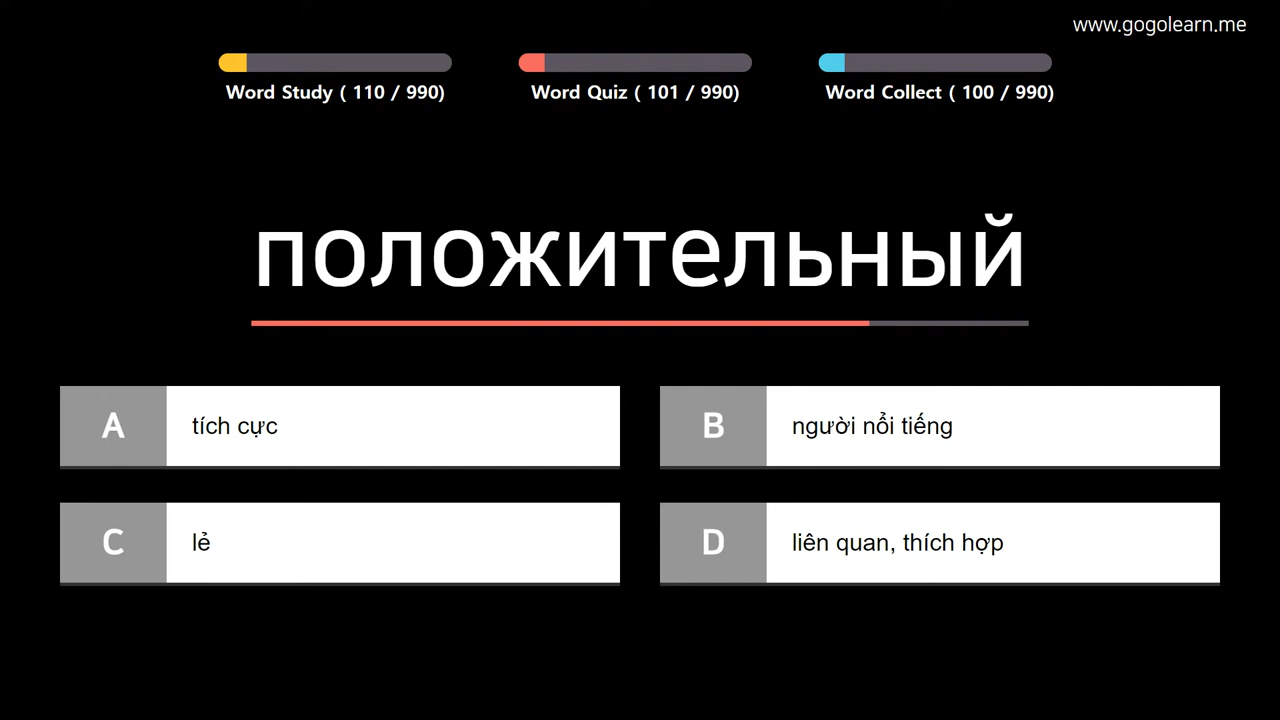 www.gogolearn.me
Word Study ( 110 / 990)
Word Quiz ( 101 / 990)
Word Collect ( 100 / 990)
положительный
A tích cực
B người nổi tiếng
C lẻ
D liên quan, thích hợp